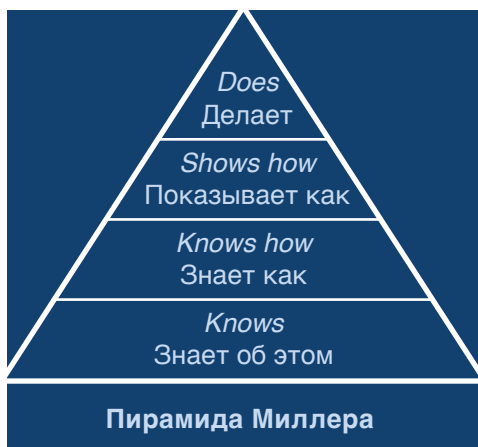 Does
Делает
Shows how
Показывает как
Knows how
Знает как
Knows
Знает об этом
Пирамида Миллера